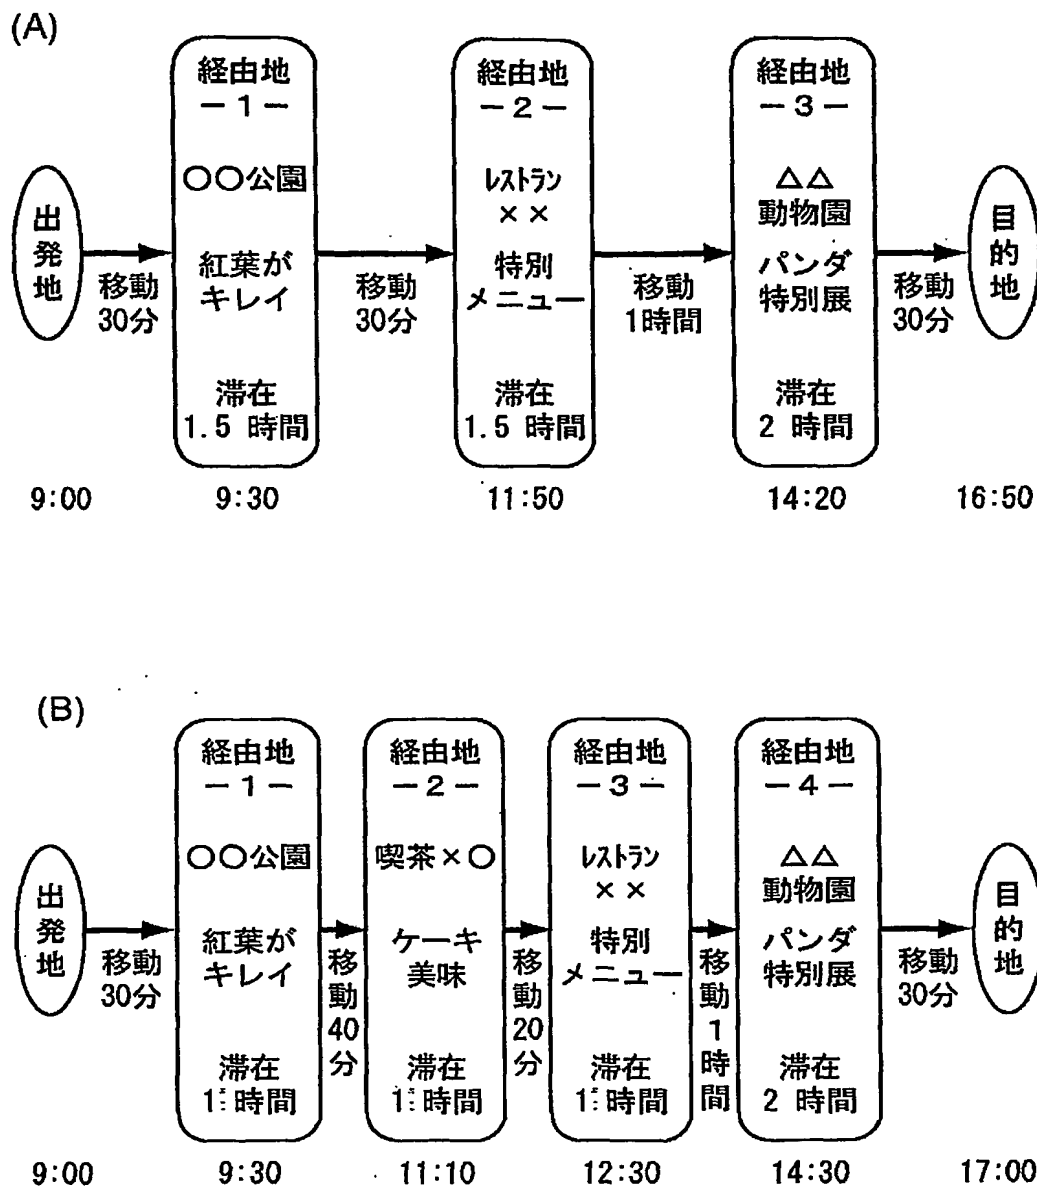 (A)
出発地
移動
30分
経由地
－1－
○○公園
紅葉が
キレイ
滞在
1.5 時間
移動
30分
経由地
－2－
レストラン
××
特別
メニュー
滞在
1.5 時間
移動
1時間
経由地
－3－
△△
動物園
パンダ
特別展
滞在
2 時間
移動
30分
目的地
9:00
9:30
11:50
14:20
16:50
(B)
出発地
移動
30分
経由地
－1－
○○公園
紅葉が
キレイ
滞在
1 時間
移動40分
経由地
－2－
喫茶×○
ケーキ
美味
滞在
1 時間
移動20分
経由地
－3－
レストラン
××
特別
メニュー
滞在
1 時間
移動1時間
経由地
－4－
△△
動物園
パンダ
特別展
滞在
2 時間
移動
30分
目的地
9:00
9:30
11:10
12:30
14:30
17:00